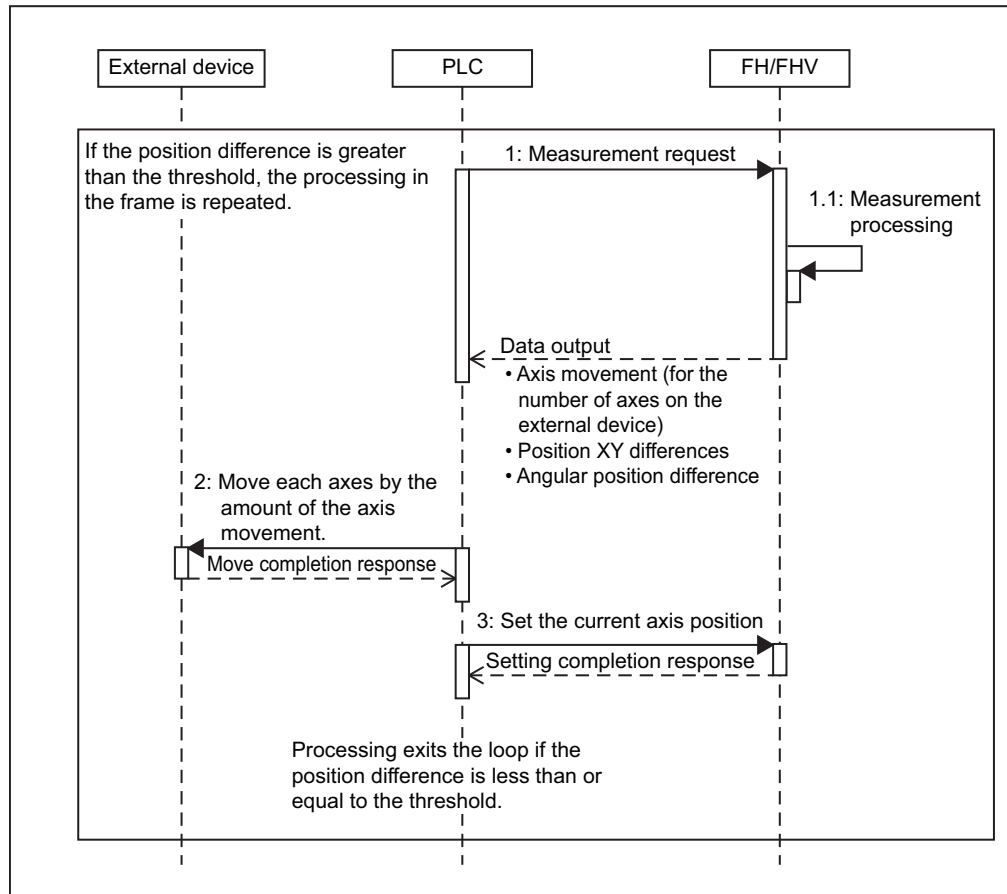 External device
PLC
FH/FHV
If the position difference is greater
than the threshold, the processing in
the frame is repeated.
1: Measurement request
1.1: Measurement
processing
Data output
• Axis movement (for the
number of axes on the
external device)
• Position XY differences
• Angular position difference
2: Move each axes by the
amount of the axis
movement.
Move completion response
3: Set the current axis position
Setting completion response
Processing exits the loop if the
position difference is less than or
equal to the threshold.